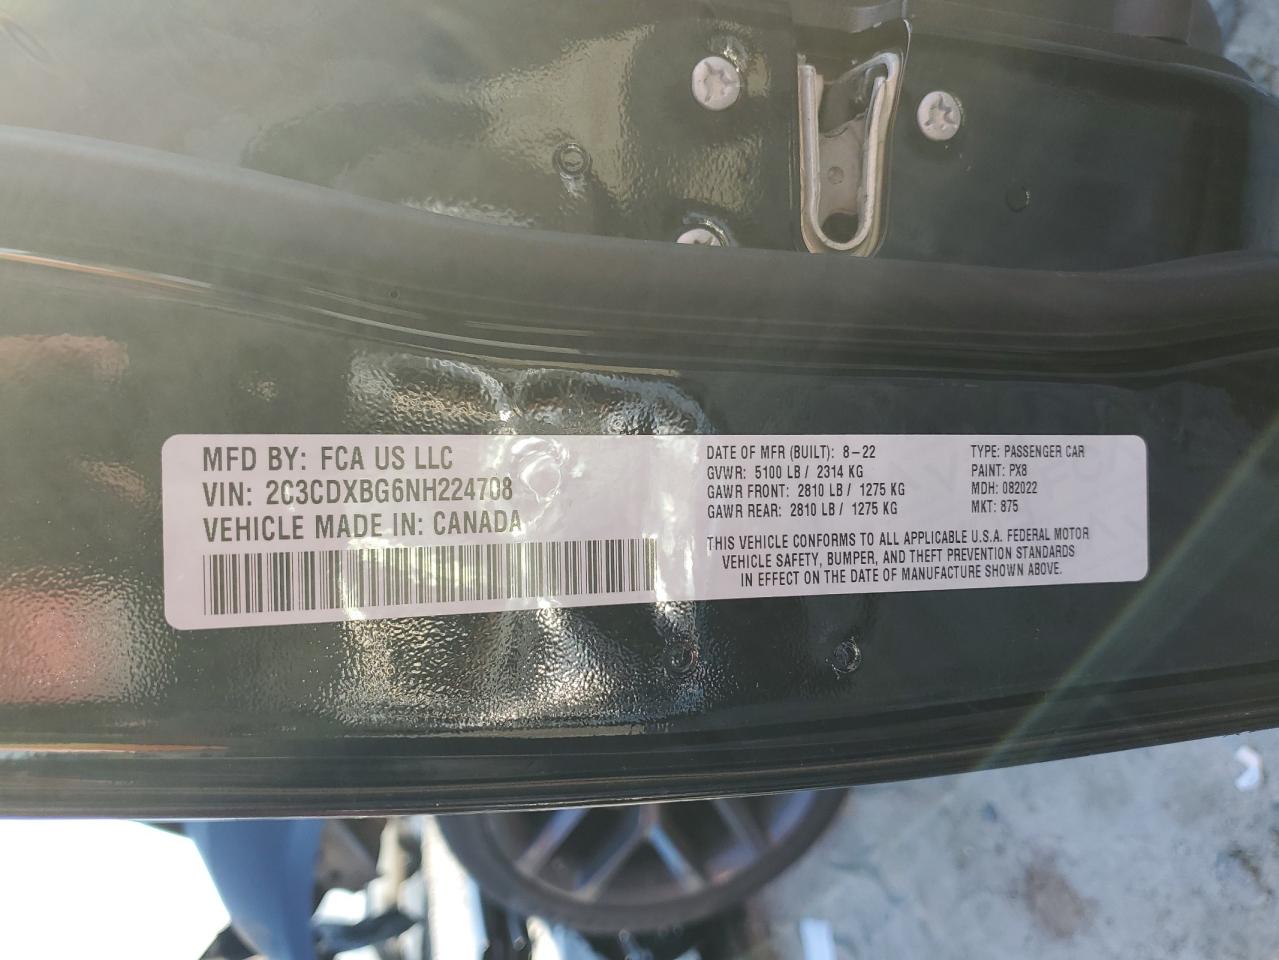 MFD BY: FCA US LLC
VIN: 2C3CDXBG6NH224708
VEHICLE MADE IN: CANADA
DATE OF MFR (BUILT): 8-22
GVWR: 5100 LB / 2314 KG
GAWR FRONT: 2810 LB / 1275 KG
GAWR REAR: 2810 LB / 1275 KG
TYPE: PASSENGER CAR
PAINT: PX8
MDH: 082022
MKT: 875
THIS VEHICLE CONFORMS TO ALL APPLICABLE U.S.A. FEDERAL MOTOR
VEHICLE SAFETY, BUMPER, AND THEFT PREVENTION STANDARDS
IN EFFECT ON THE DATE OF MANUFACTURE SHOWN ABOVE.